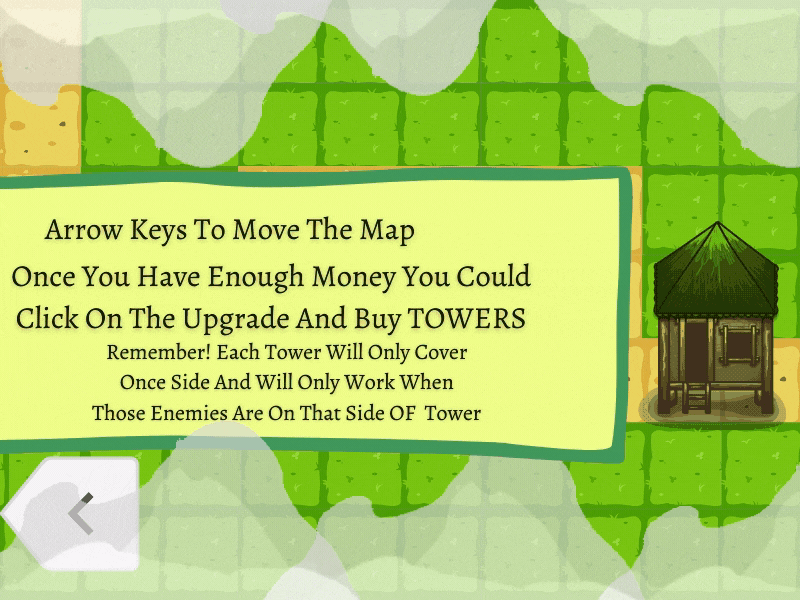 Arrow Keys To Move The Map
Once You Have Enough Money You Could
Click On The Upgrade And Buy TOWERS
Remember! Each Tower Will Only Cover
Once Side And Will Only Work When
Those Enemies Are On That Side OF Tower